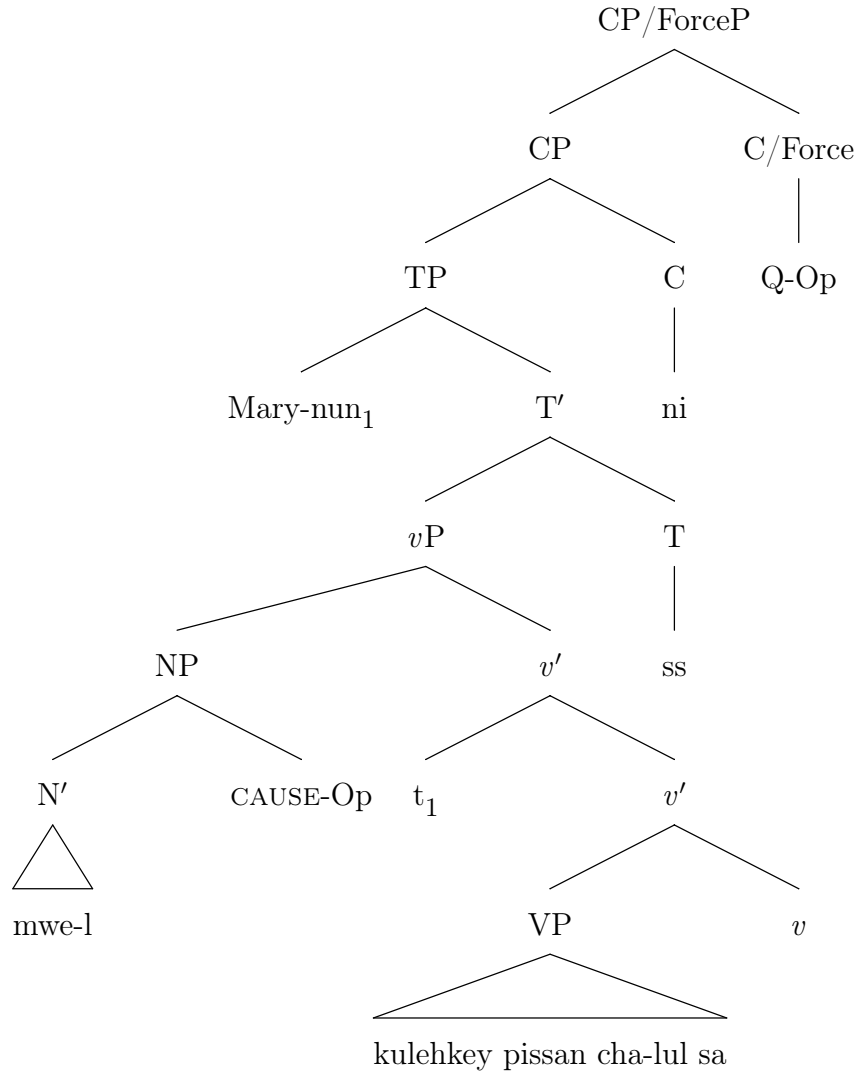 CP/ForceP
CP C/Force
TP C Q-Op
Mary-nun₁ T′ ni
vP T
NP v′ ss
N′ CAUSE-Op t₁ v′
mwe-l VP v
kulehkey pissan cha-lul sa